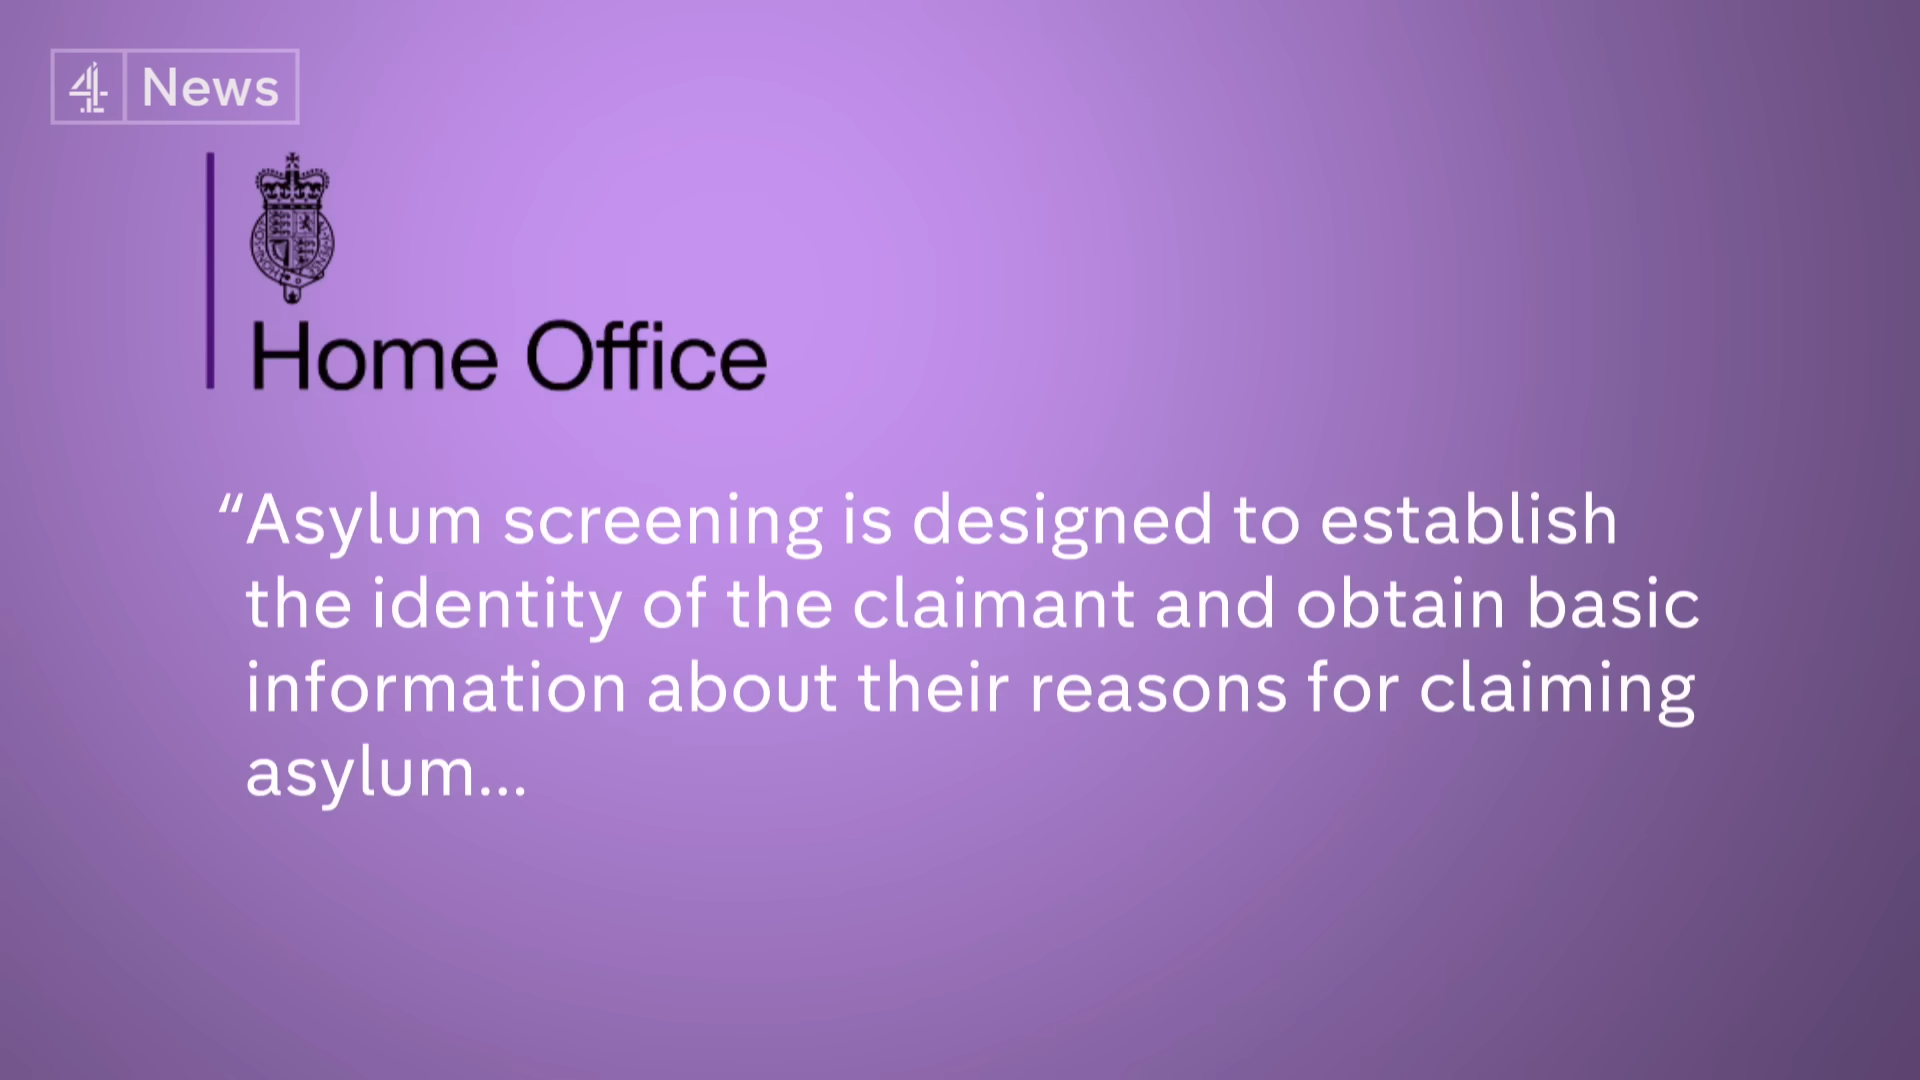 4 News
Home Office
“Asylum screening is designed to establish
the identity of the claimant and obtain basic
information about their reasons for claiming
asylum...